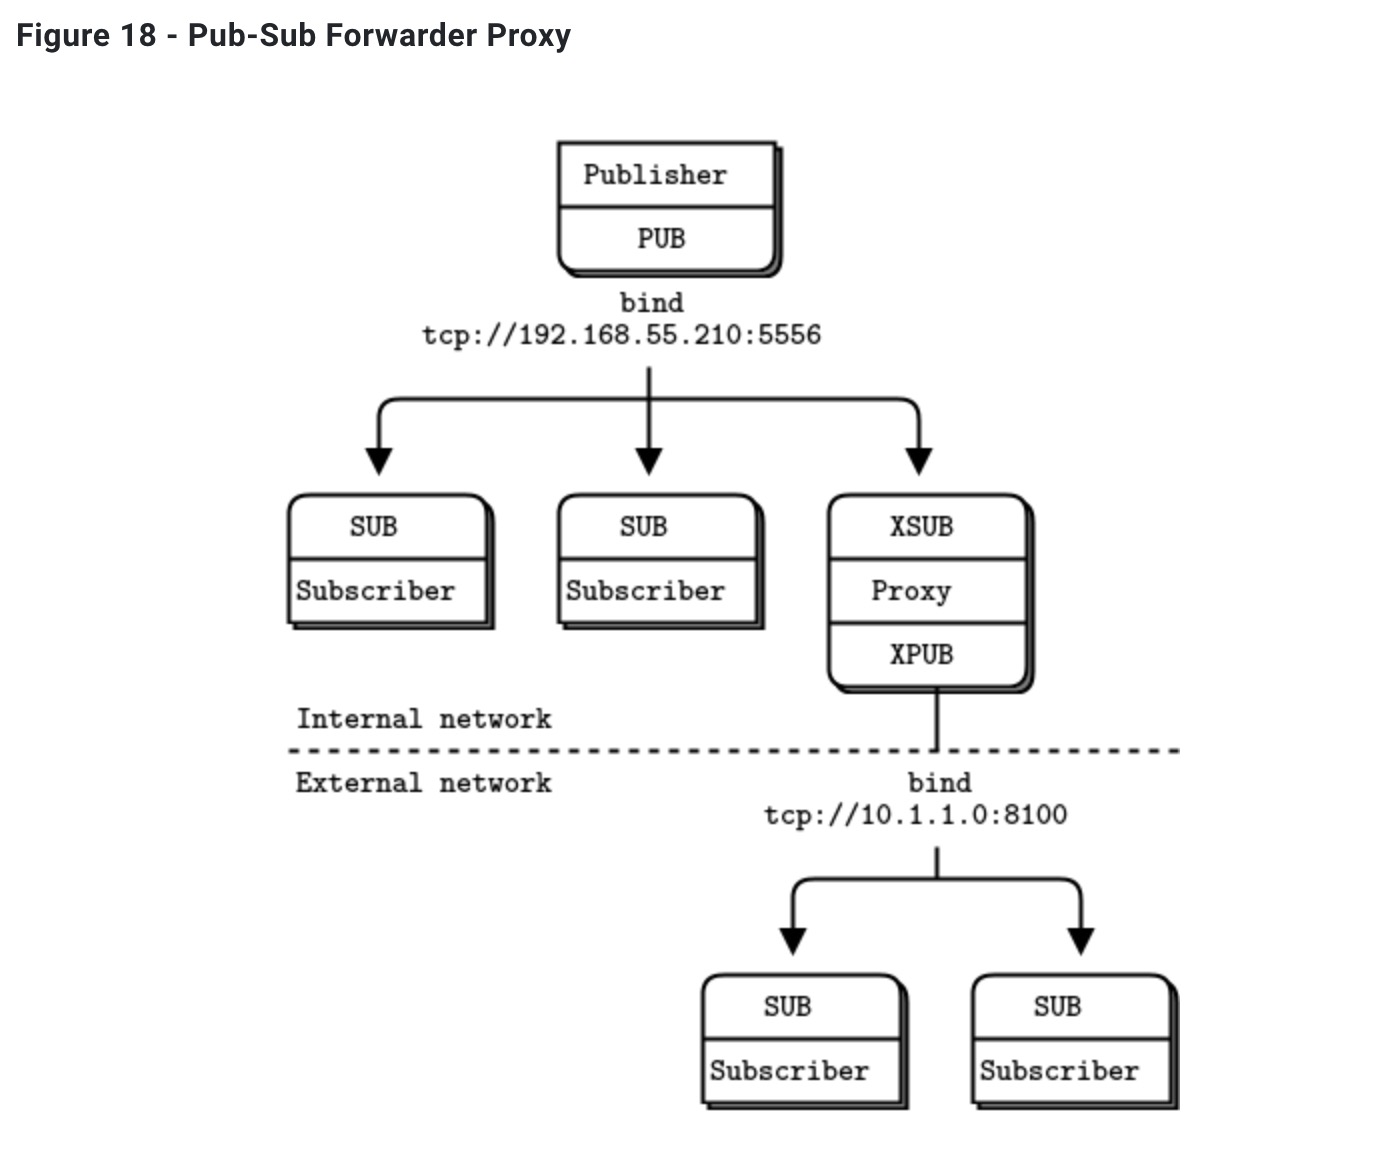 Figure 18 - Pub-Sub Forwarder Proxy
Publisher
PUB
bind
tcp://192.168.55.210:5556
SUB
SUB
XSUB
Subscriber
Subscriber
Proxy
XPUB
Internal network
External network
bind
tcp://10.1.1.0:8100
SUB
SUB
Subscriber
Subscriber